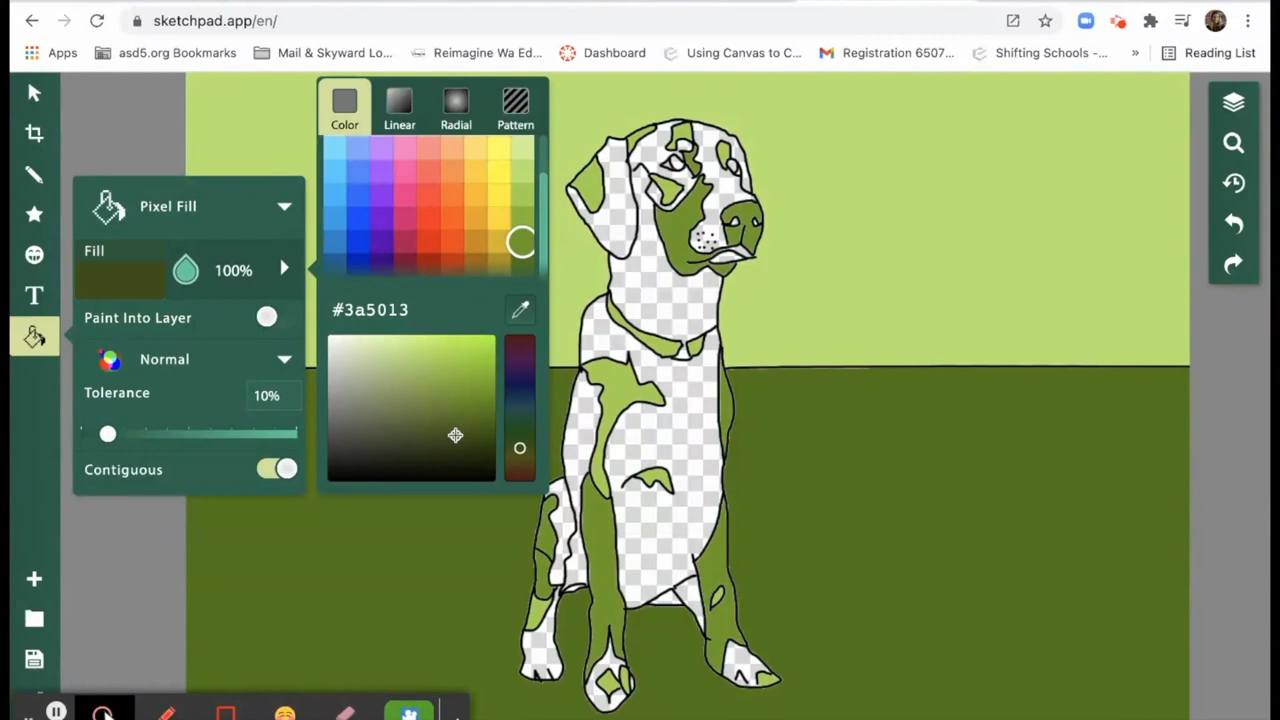 sketchpad.app/en/
Apps asd5.org Bookmarks Mail & Skyward Lo... Reimagine Wa Ed... Dashboard Using Canvas to C... Registration 6507... Shifting Schools -... » Reading List
Color Linear Radial Pattern
Pixel Fill
Fill
100%
#3a5013
Paint Into Layer
Normal
Tolerance 10%
Contiguous
T